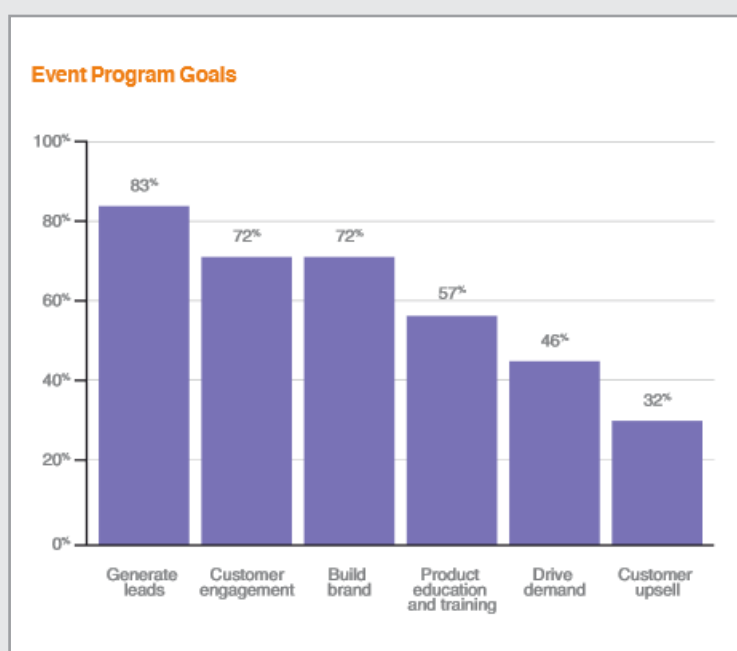 Event Program Goals
100%
83%
80%
72%
72%
60%
57%
46%
40%
32%
20%
0%
Generate
leads
Customer
engagement
Build
brand
Product
education
and training
Drive
demand
Customer
upsell